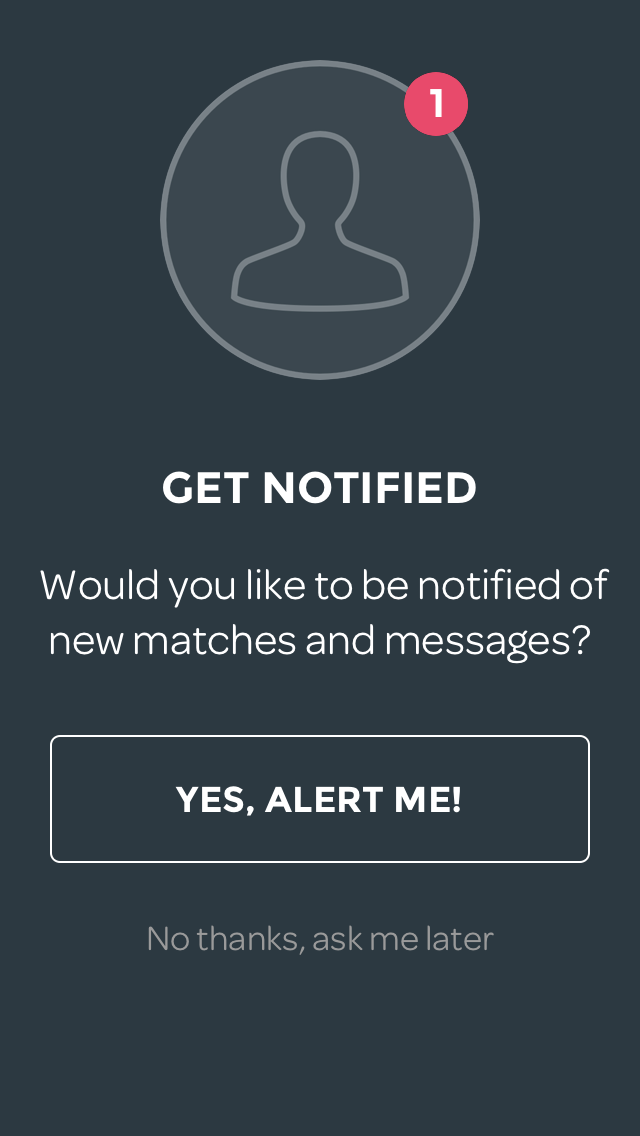 1
GET NOTIFIED
Would you like to be notified of
new matches and messages?
YES, ALERT ME!
No thanks, ask me later